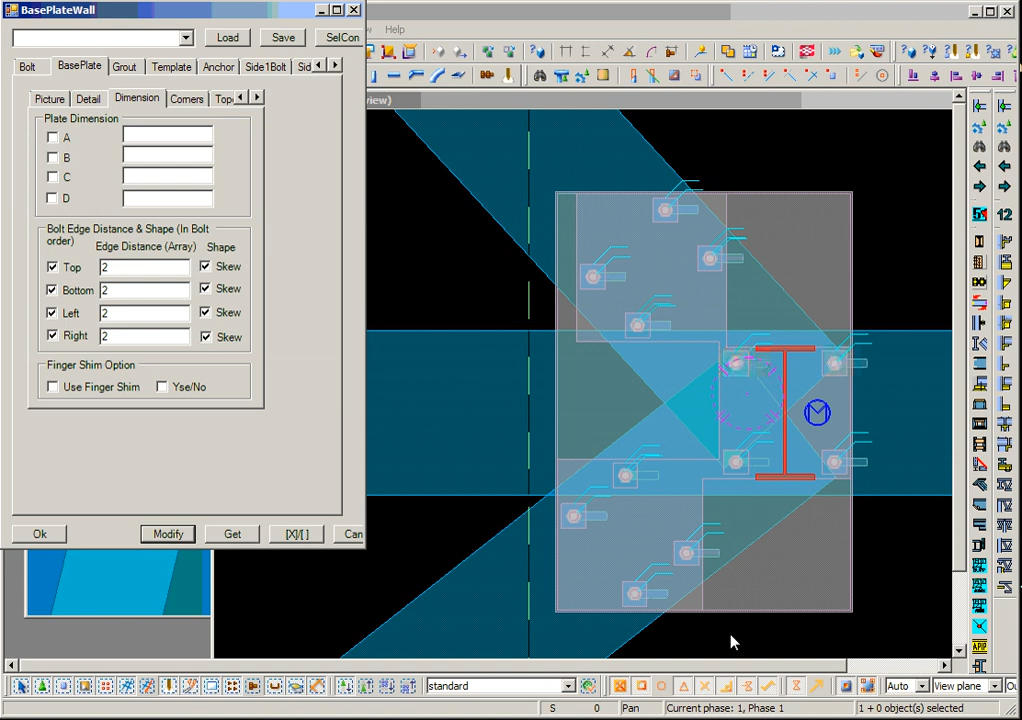 BasePlateWall
Load
Save
SelCon
Help
Bolt
BasePlate
Grout
Template
Anchor
Side1Bolt
Sid
view)
Picture
Detail
Dimension
Corners
Top
Plate Dimension
A
B
C
D
Bolt Edge Distance & Shape (In Bolt
order)
Edge Distance (Array)
Shape
Top
2
Skew
Bottom
2
Skew
Left
2
Skew
Right
2
Skew
Finger Shim Option
Use Finger Shim
Yse/No
Ok
Modify
Get
[X]/[ ]
Can
M
12
APP
standard
Auto
View plane
S
0
Pan
Current phase: 1, Phase 1
1 + 0 object(s) selected